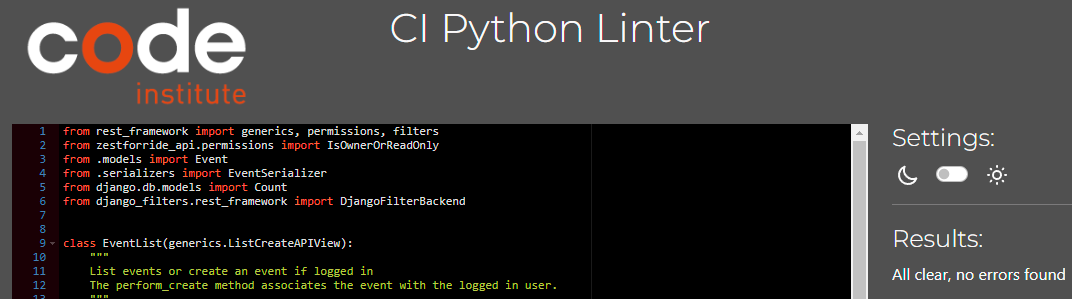 code
institute
CI Python Linter
1 from rest_framework import generics, permissions, filters
2 from zestforride_api.permissions import IsOwnerOrReadOnly
3 from .models import Event
4 from .serializers import EventSerializer
5 from django.db.models import Count
6 from django_filters.rest_framework import DjangoFilterBackend
7
8
9 class EventList(generics.ListCreateAPIView):
10 """
11 List events or create an event if logged in
12 The perform_create method associates the event with the logged in user.
13 """
Settings:
Results:
All clear, no errors found